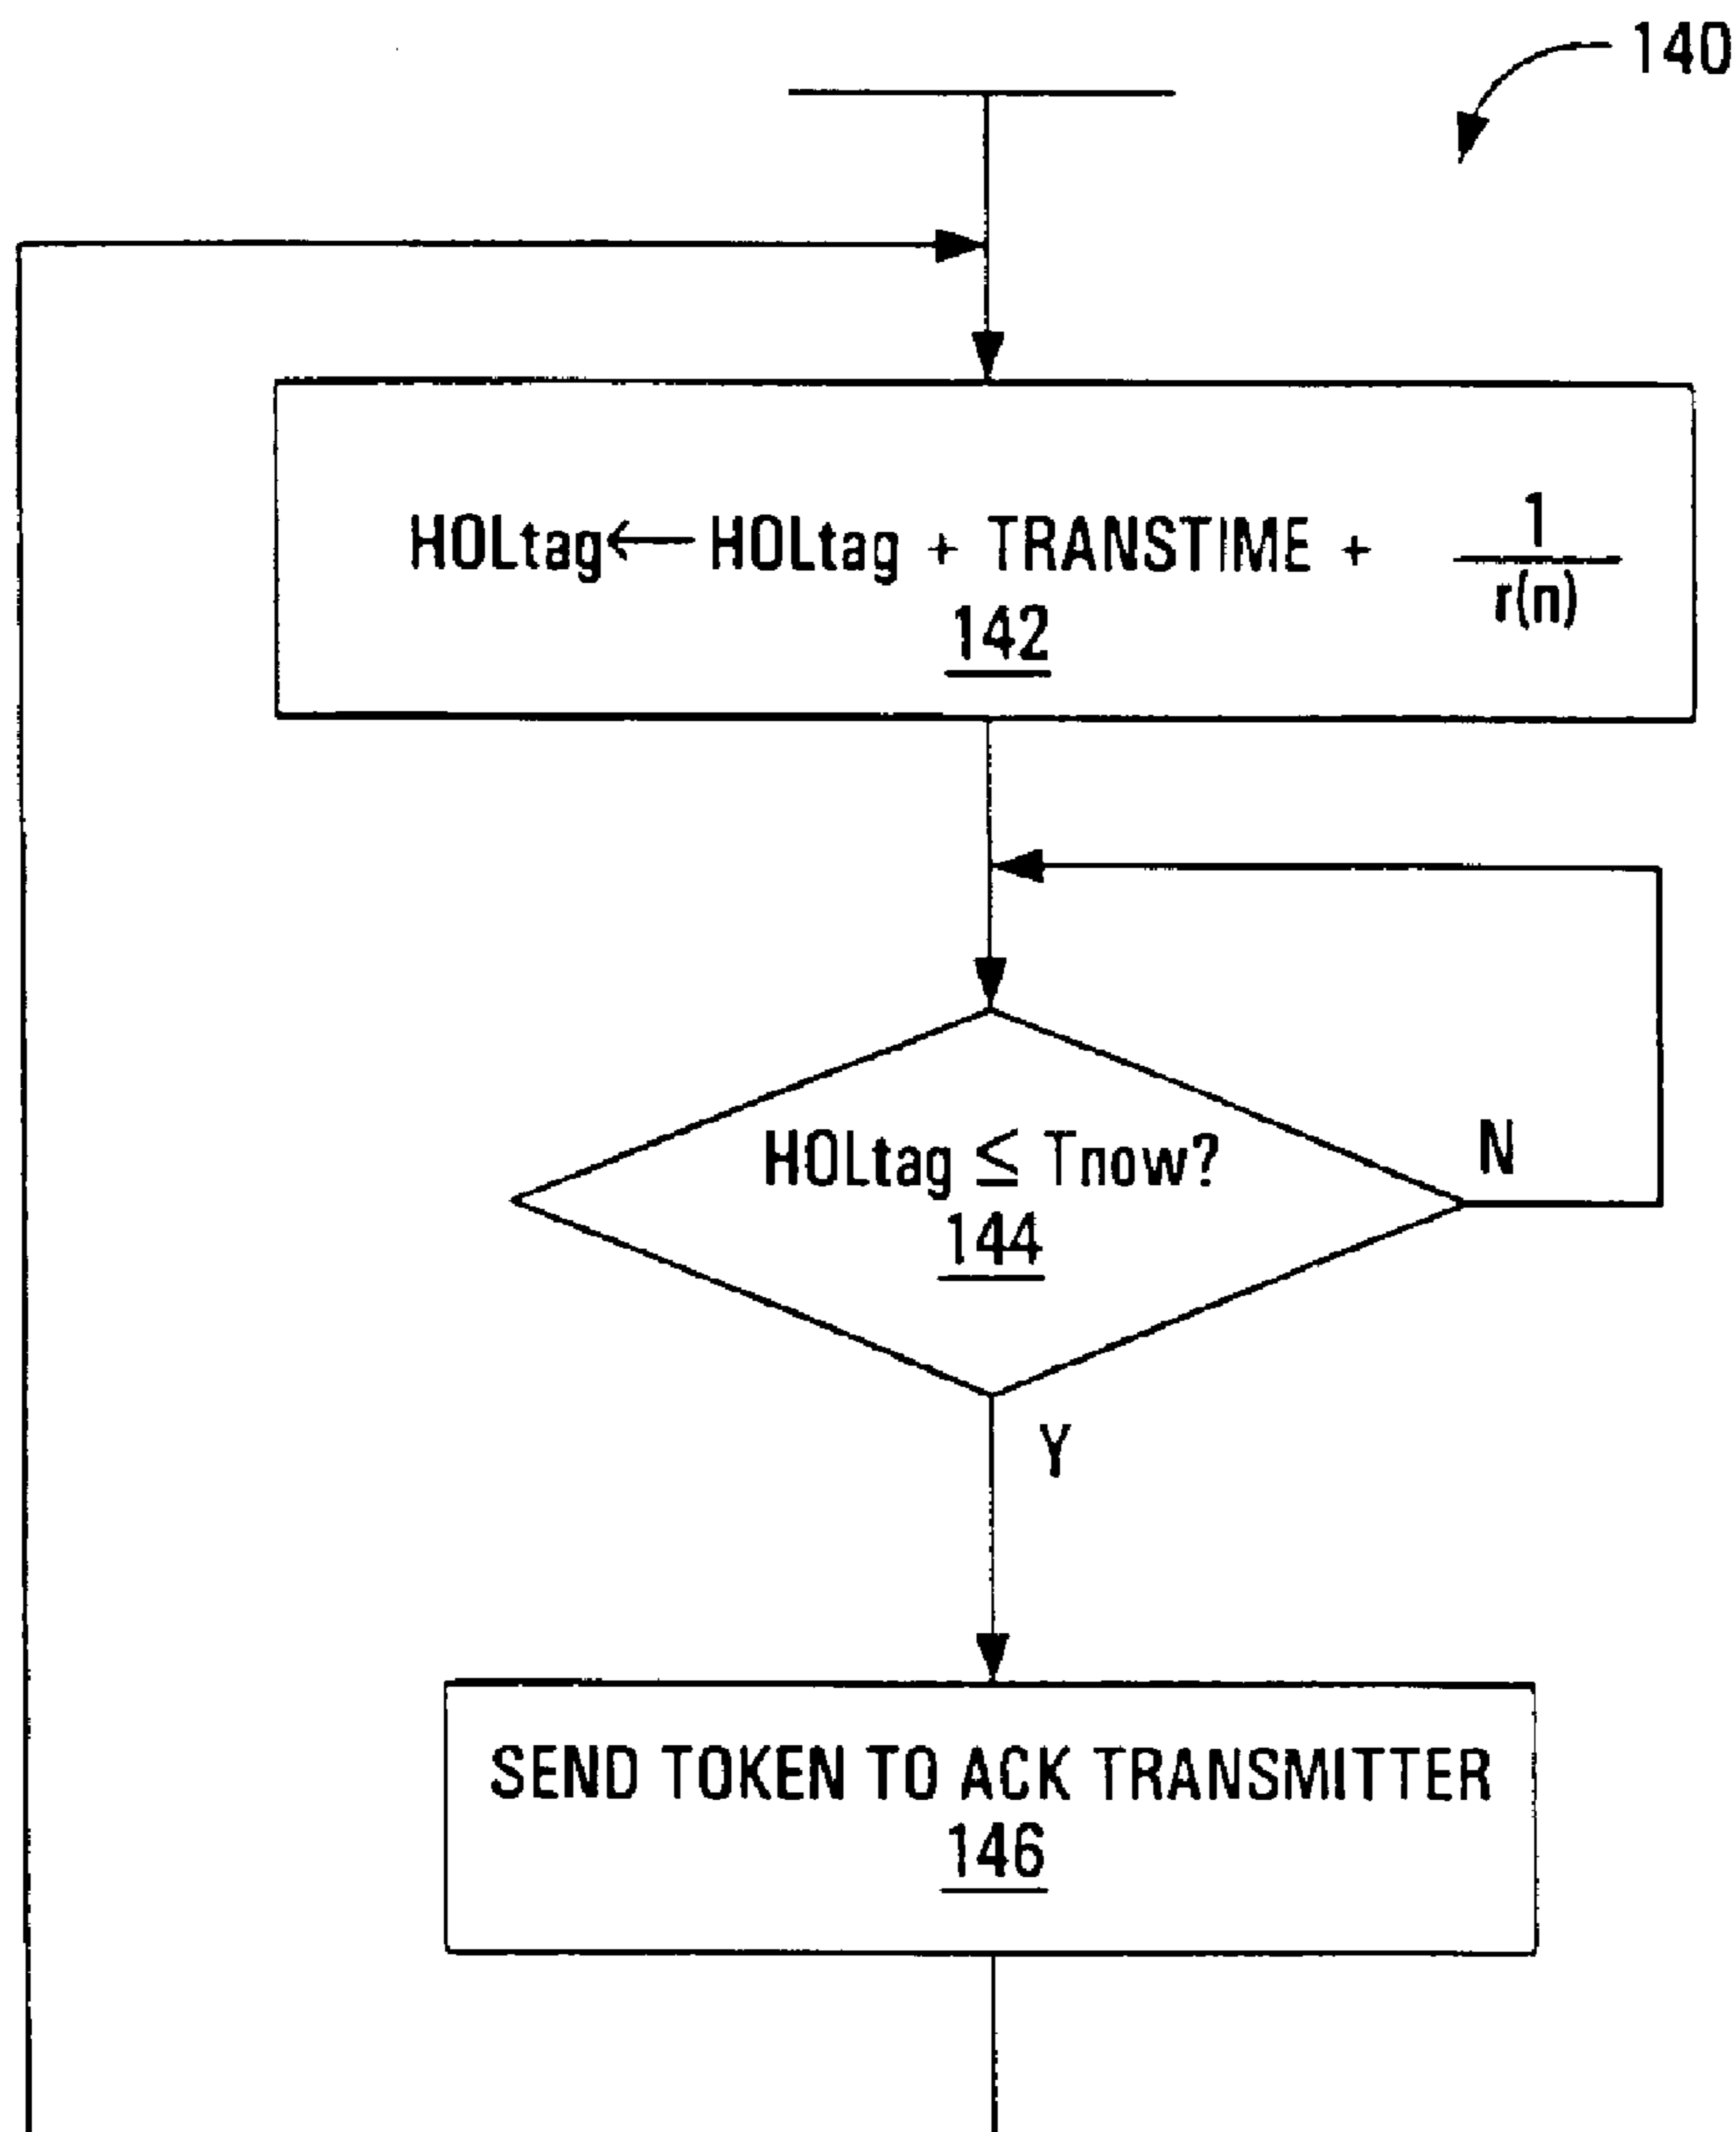 140
HOLtag ← HOLtag + TRANSTIME + 1/r(n)
142
HOLtag ≤ Tnow?
144
N
Y
SEND TOKEN TO ACK TRANSMITTER
146